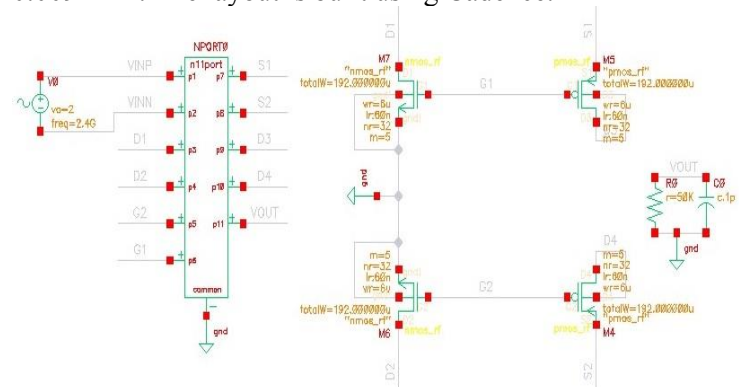 NPORT0
n11port
VINP
VINN
D1
D2
G2
G1
p1
p2
p3
p4
p5
p6
p7
p8
p9
p10
p11
common
gnd
S1
S2
D3
D4
VOUT
V0
va=2
freq=2.4G
D1
M7
nmos_rf
"nmos_rf"
totalW=192.000000u
wr=6u
lr:60n
nr=32
m=5
G1
S1
M5
pmos_rf
"pmos_rf"
totalW=192.000000u
wr=6u
lr:60n
nr=32
m=5
gnd
m=5
nr=32
lr:60n
wr=6u
totalW=192.000000u
"nmos_rf"
nmos_rf
M6
D2
G2
D4
m=5
nr=32
lr:60n
wr=6u
totalW=192.000000u
"pmos_rf"
pmos_rf
M4
S2
VOUT
R0
r=50K
C0
c.1p
gnd